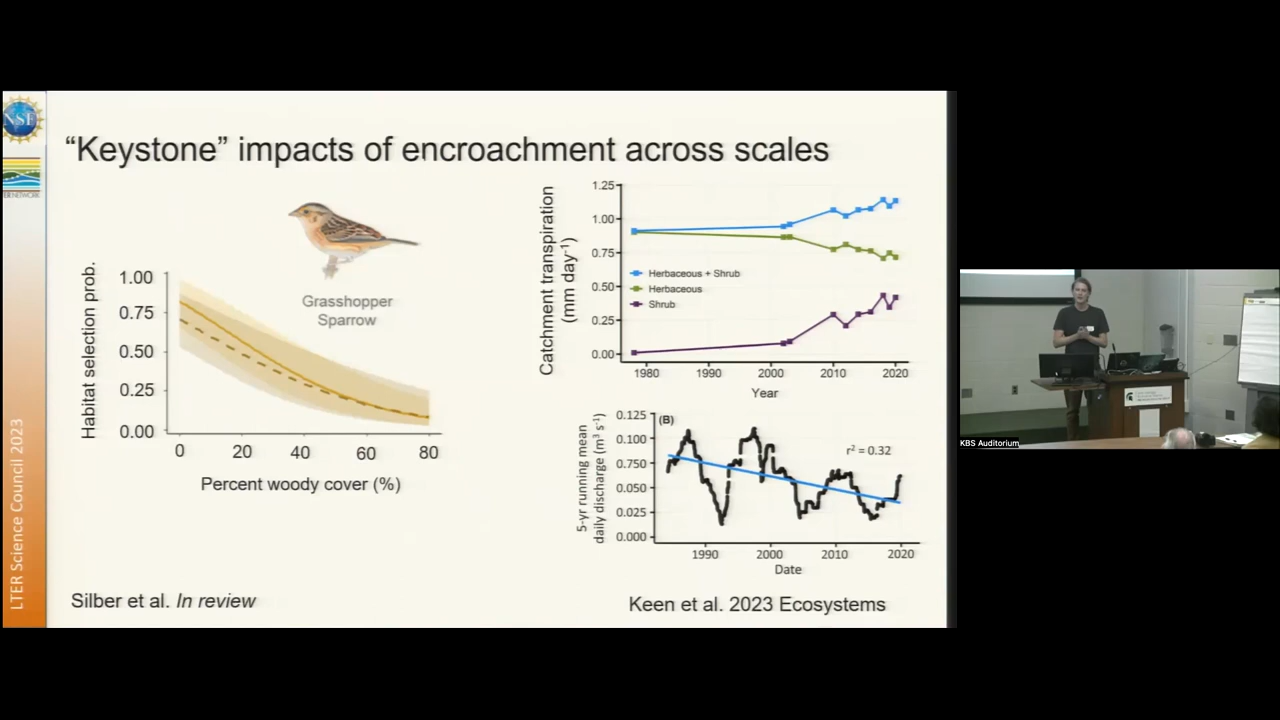 NSF
LTER Science Council 2023
“Keystone” impacts of encroachment across scales
Grasshopper
Sparrow
Habitat selection prob.
1.00
0.75
0.50
0.25
0.00
0
20
40
60
80
Percent woody cover (%)
Silber et al. In review
Catchment transpiration
(mm day-1)
1.25
1.00
0.75
0.50
0.25
0.00
Herbaceous + Shrub
Herbaceous
Shrub
1980
1990
2000
2010
2020
Year
5-yr running mean
daily discharge (m³ s⁻¹)
(B)
r² = 0.32
0.125
0.100
0.750
0.050
0.025
0.000
1990
2000
2010
2020
Date
Keen et al. 2023 Ecosystems
KBS Auditorium